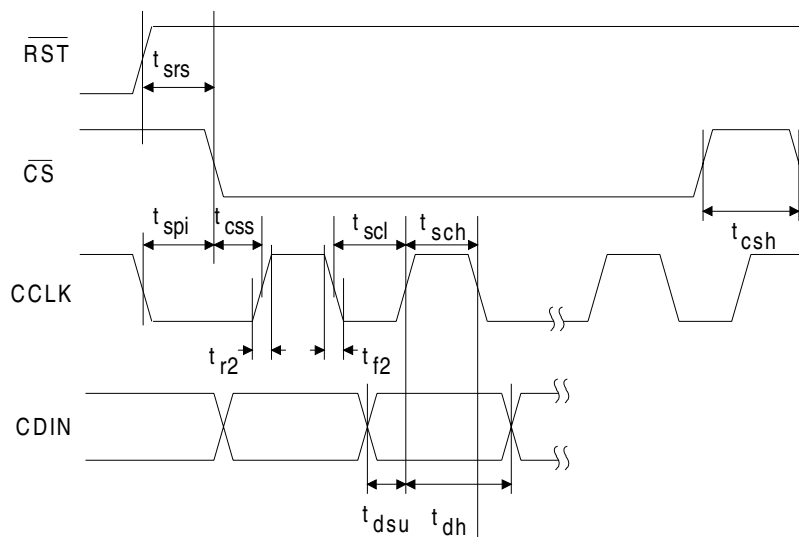 RST
t srs
CS
t spi
t css
t scl
t sch
t csh
CCLK
t r2
t f2
CDIN
t dsu
t dh